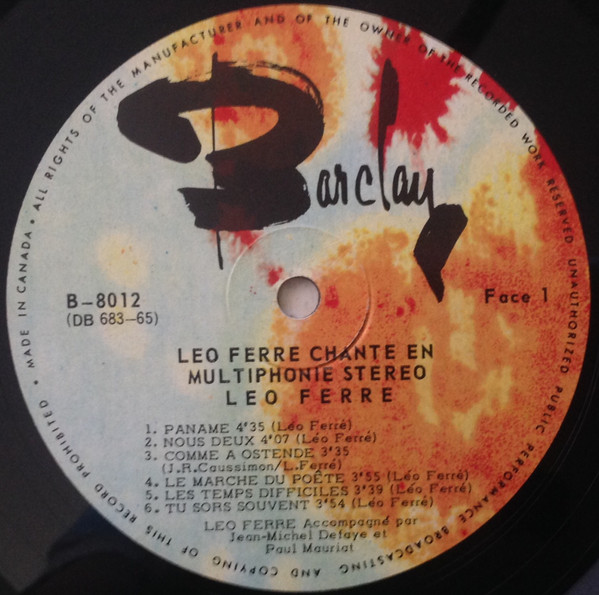 ALL RIGHTS OF THE MANUFACTURER AND OF THE OWNER OF THE RECORDED WORK RESERVED UNAUTHORIZED PUBLIC PERFORMANCE BROADCASTING AND COPYING OF THIS RECORD PROHIBITED • MADE IN CANADA •
Barclay
B-8012
(DB 683-65)
Face 1
LEO FERRE CHANTE EN
MULTIPHONIE STEREO
LEO FERRE
1. PANAME 4'35 (Léo Ferré)
2. NOUS DEUX 4'07 (Léo Ferré)
3. COMME A OSTENDE 3'35
(J.R.Caussimon/L.Ferré)
4. LE MARCHE DU POÊTE 3'55 (Léo Ferré)
5. LES TEMPS DIFFICILES 3'39 (Léo Ferré)
6. TU SORS SOUVENT 3'54 (Léo Ferré)
LEO FERRE Accompagné par
Jean-Michel Defaye et
Paul Mauriat